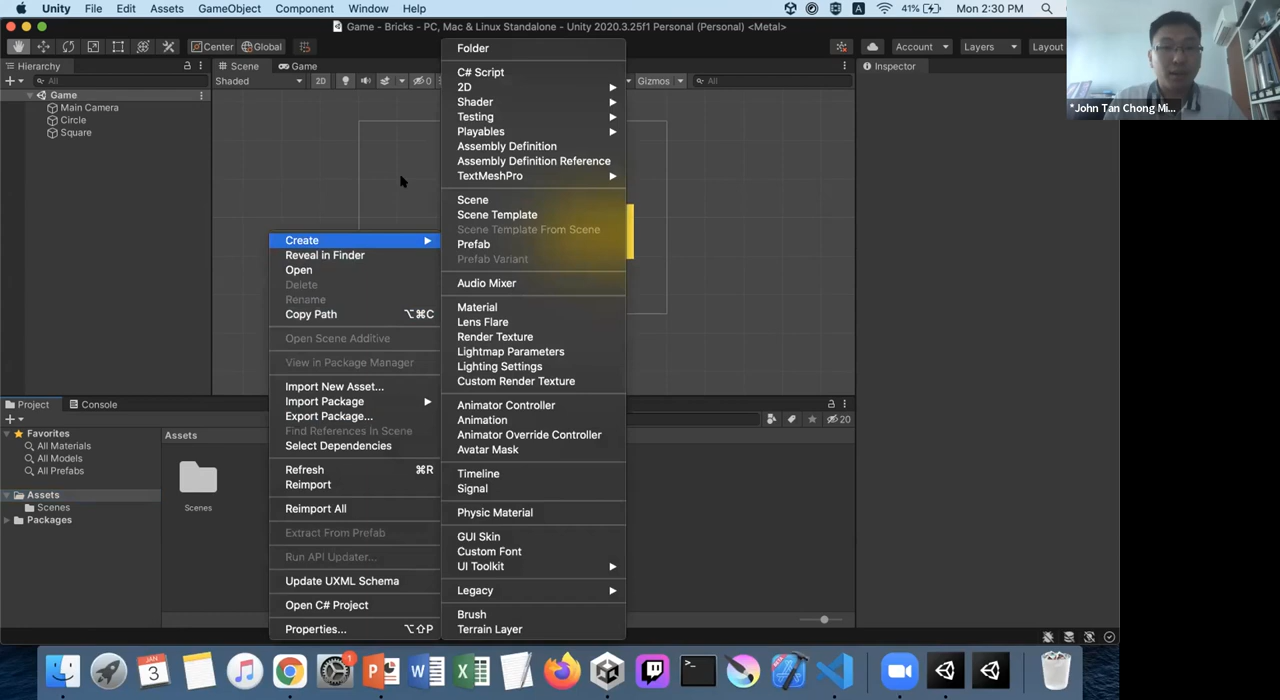 Unity File Edit Assets GameObject Component Window Help
A 41% Mon 2:30 PM
Game - Bricks - PC, Mac & Linux Standalone - Unity 2020.3.25f1 Personal (Personal) <Metal>
Center Global
Account Layers Layout
Hierarchy
Scene Game
Inspector
All
Shaded 2D 0 Gizmos All
Game
Main Camera
Circle
Square
Create
Reveal in Finder
Open
Delete
Rename
Copy Path ⌥⌘C
Open Scene Additive
View in Package Manager
Import New Asset...
Import Package
Export Package...
Find References In Scene
Select Dependencies
Refresh ⌘R
Reimport
Reimport All
Extract From Prefab
Run API Updater...
Update UXML Schema
Open C# Project
Properties... ⌥⇧P
Folder
C# Script
2D
Shader
Testing
Playables
Assembly Definition
Assembly Definition Reference
TextMeshPro
Scene
Scene Template
Scene Template From Scene
Prefab
Prefab Variant
Audio Mixer
Material
Lens Flare
Render Texture
Lightmap Parameters
Lighting Settings
Custom Render Texture
Animator Controller
Animation
Animator Override Controller
Avatar Mask
Timeline
Signal
Physic Material
GUI Skin
Custom Font
UI Toolkit
Legacy
Brush
Terrain Layer
Project Console
20
Favorites
All Materials
All Models
All Prefabs
Assets
Scenes
Packages
Assets
Scenes
*John Tan Chong Mi...
JAN
3
1